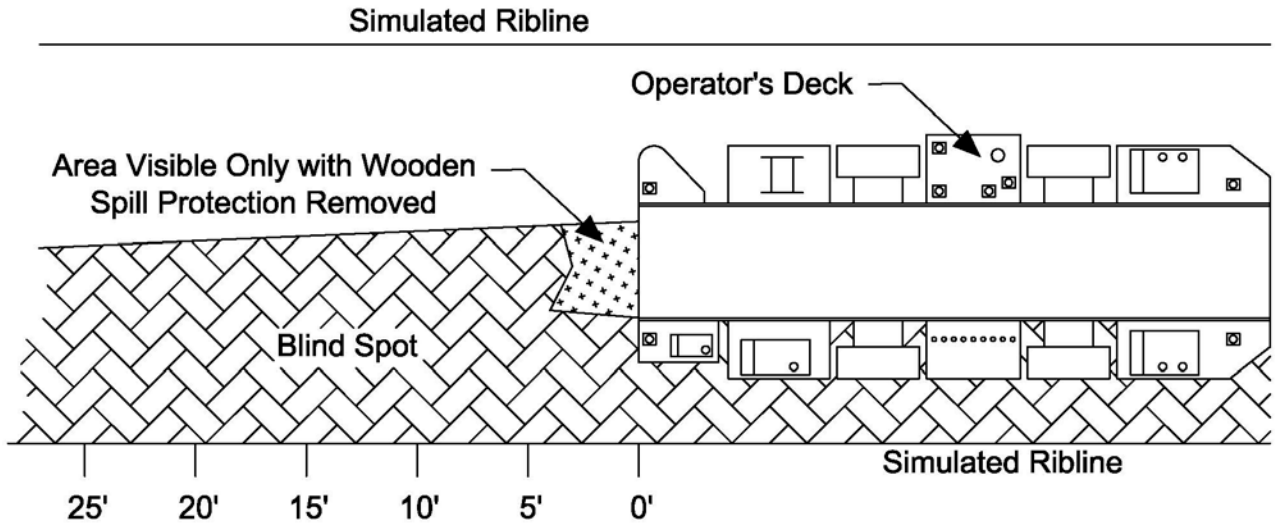 Simulated Ribline
Operator's Deck
Area Visible Only with Wooden
Spill Protection Removed
Blind Spot
Simulated Ribline
25' 20' 15' 10' 5' 0'